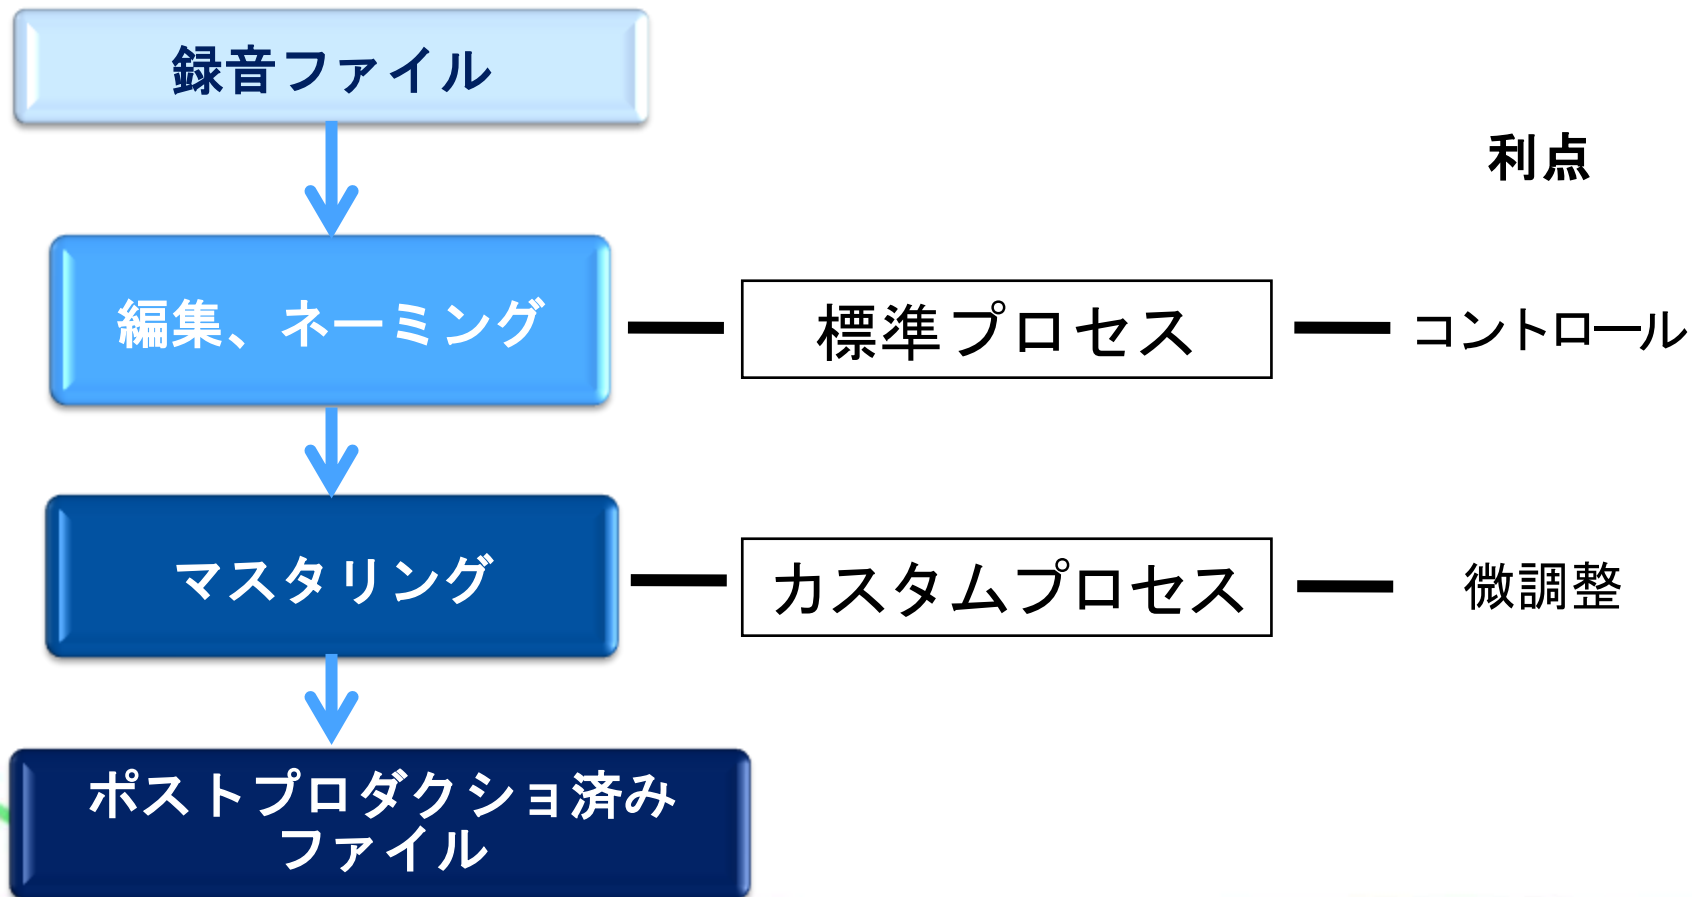 録音ファイル
利点
編集、ネーミング
標準プロセス
コントロール
マスタリング
カスタムプロセス
微調整
ポストプロダクショ済み
ファイル